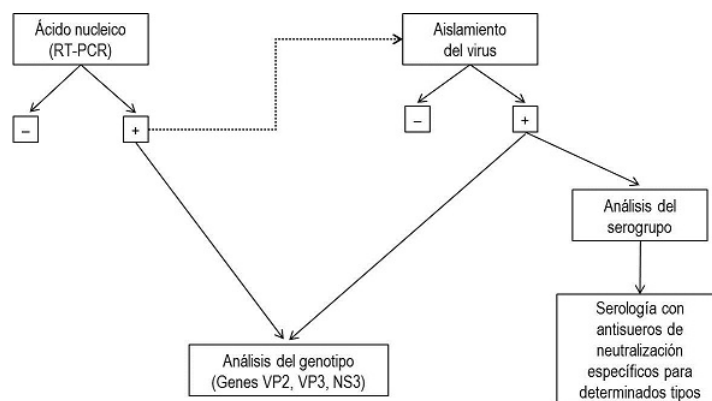 Ácido nucleico
(RT-PCR)
Aislamiento
del virus
–
+
–
+
Análisis del
serogrupo
Análisis del genotipo
(Genes VP2, VP3, NS3)
Serología con
antisueros de
neutralización
específicos para
determinados tipos